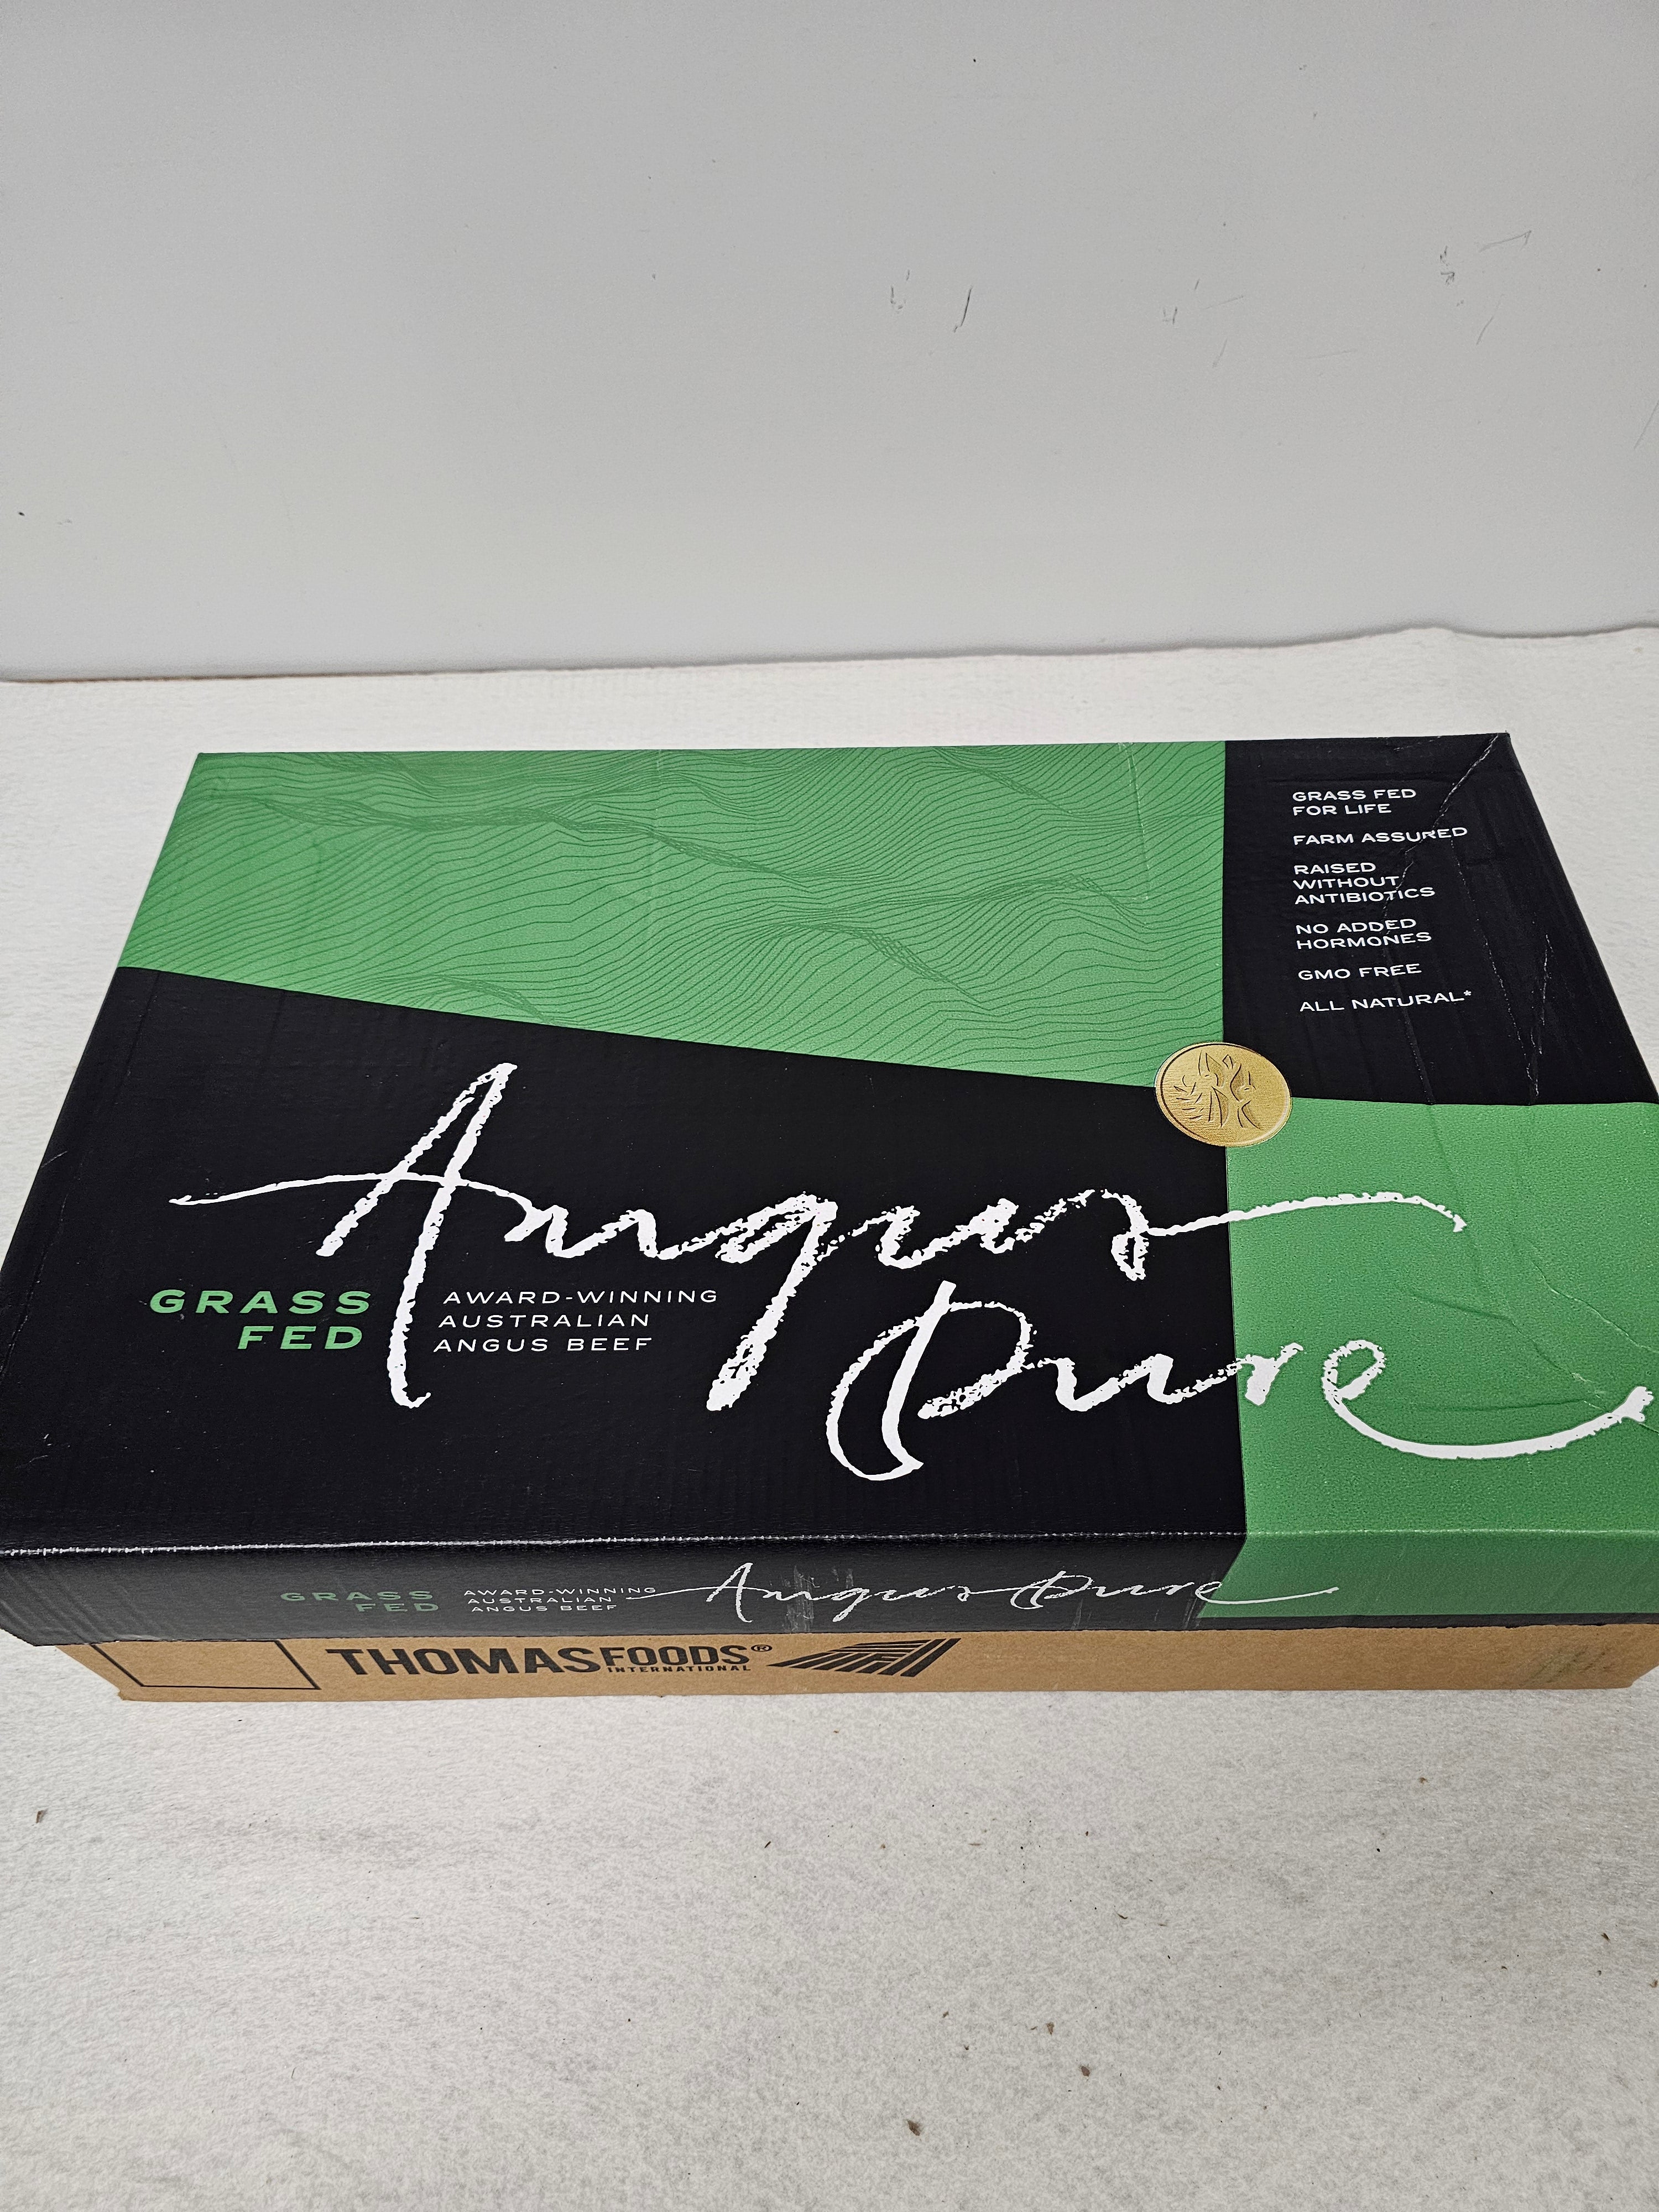 GRASS FED
FOR LIFE
FARM ASSURED
RAISED
WITHOUT
ANTIBIOTICS
NO ADDED
HORMONES
GMO FREE
ALL NATURAL*
Angus
Pure
GRASS
FED
AWARD-WINNING
AUSTRALIAN
ANGUS BEEF
GRASS
FED
AWARD-WINNING
AUSTRALIAN
ANGUS BEEF
Angus Pure
THOMASFOODS®
INTERNATIONAL
TFI